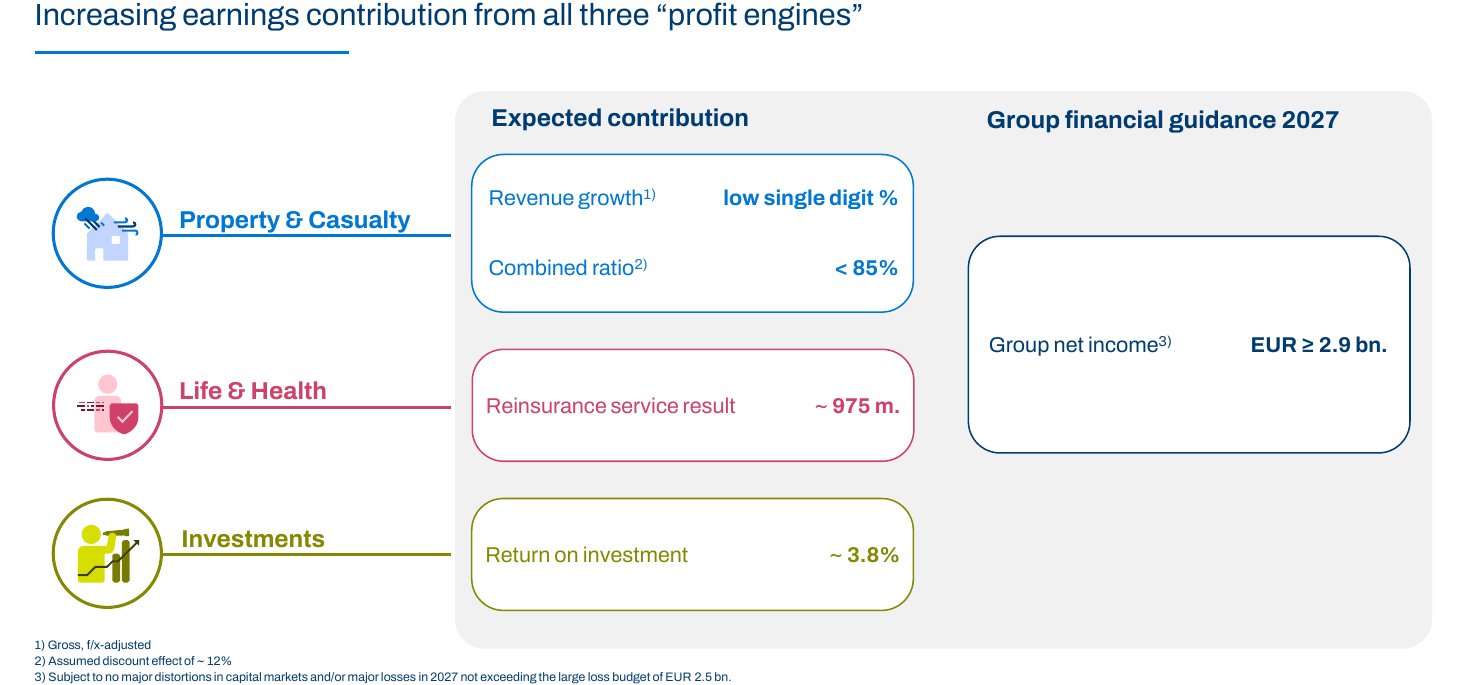 Increasing earnings contribution from all three “profit engines”
Expected contribution
Group financial guidance 2027
Property & Casualty
Revenue growth1) low single digit %
Combined ratio2) < 85%
Group net income3) EUR ≥ 2.9 bn.
Life & Health
Reinsurance service result ~ 975 m.
Investments
Return on investment ~ 3.8%
1) Gross, f/x-adjusted
2) Assumed discount effect of ~ 12%
3) Subject to no major distortions in capital markets and/or major losses in 2027 not exceeding the large loss budget of EUR 2.5 bn.